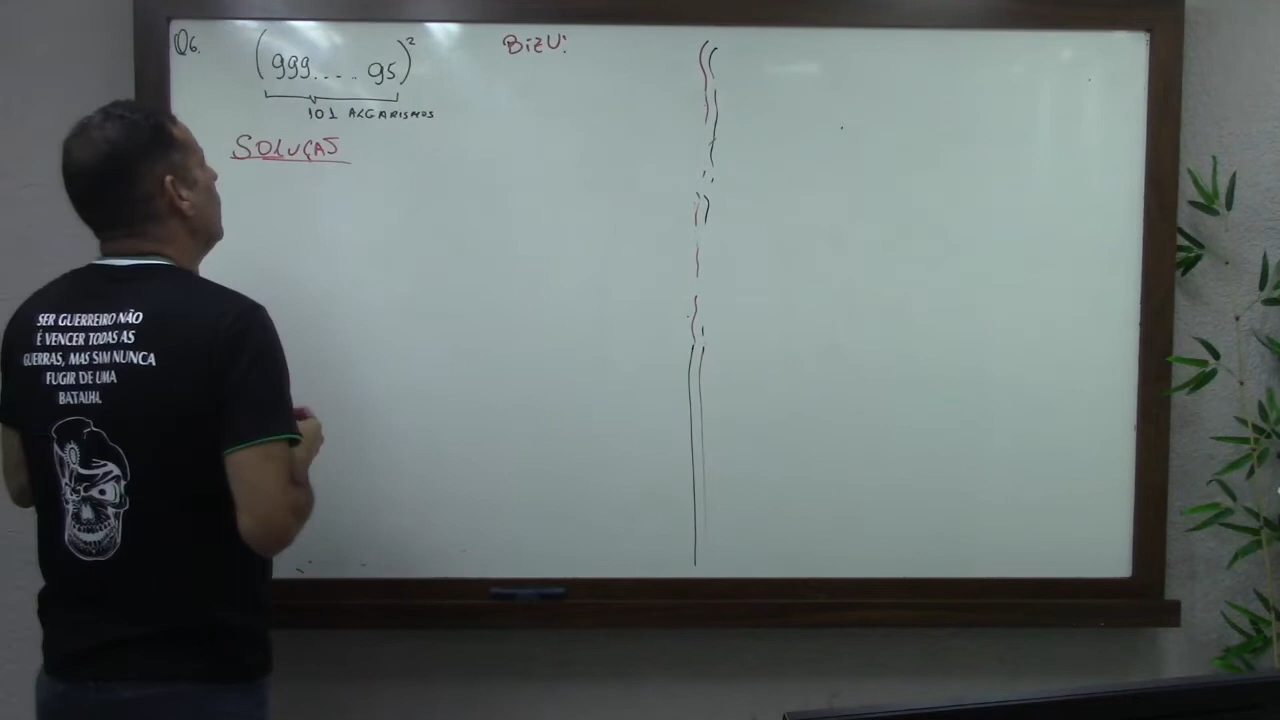 Q6. (999.... 95)²
101 ALGARISMOS
BIZU:
SOLUÇÃO
SER GUERREIRO NÃO
É VENCER TODAS AS
GUERRAS, MAS SIM NUNCA
FUGIR DE UMA
BATALHA.